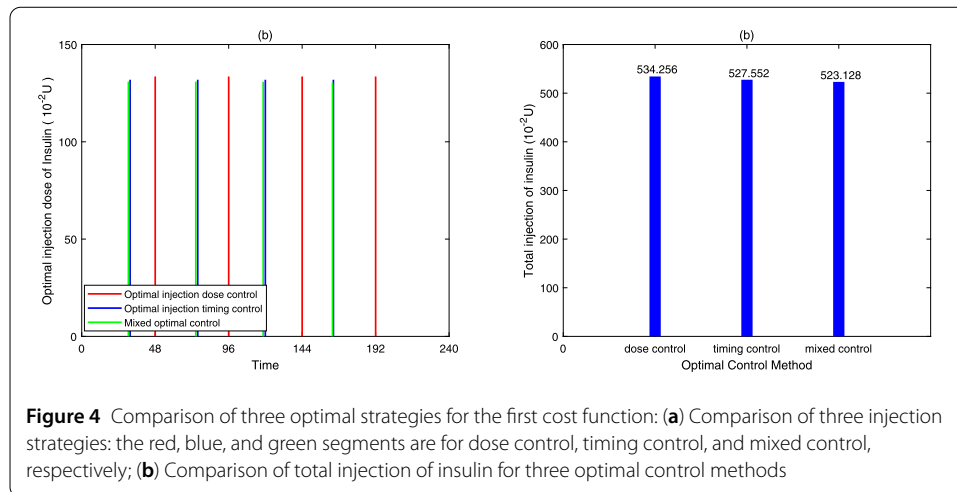 (b)
150
100
50
0
Optimal injection dose of Insulin ( 10-2U )
Optimal injection dose control
Optimal injection timing control
Mixed optimal control
0 48 96 144 192 240
Time
(b)
600
500
400
300
200
100
0
Total injection of insulin (10-2U)
534.256
527.552
523.128
0 dose control timing control mixed control
Optimal Control Method
Figure 4 Comparison of three optimal strategies for the first cost function: (a) Comparison of three injection
strategies: the red, blue, and green segments are for dose control, timing control, and mixed control,
respectively; (b) Comparison of total injection of insulin for three optimal control methods